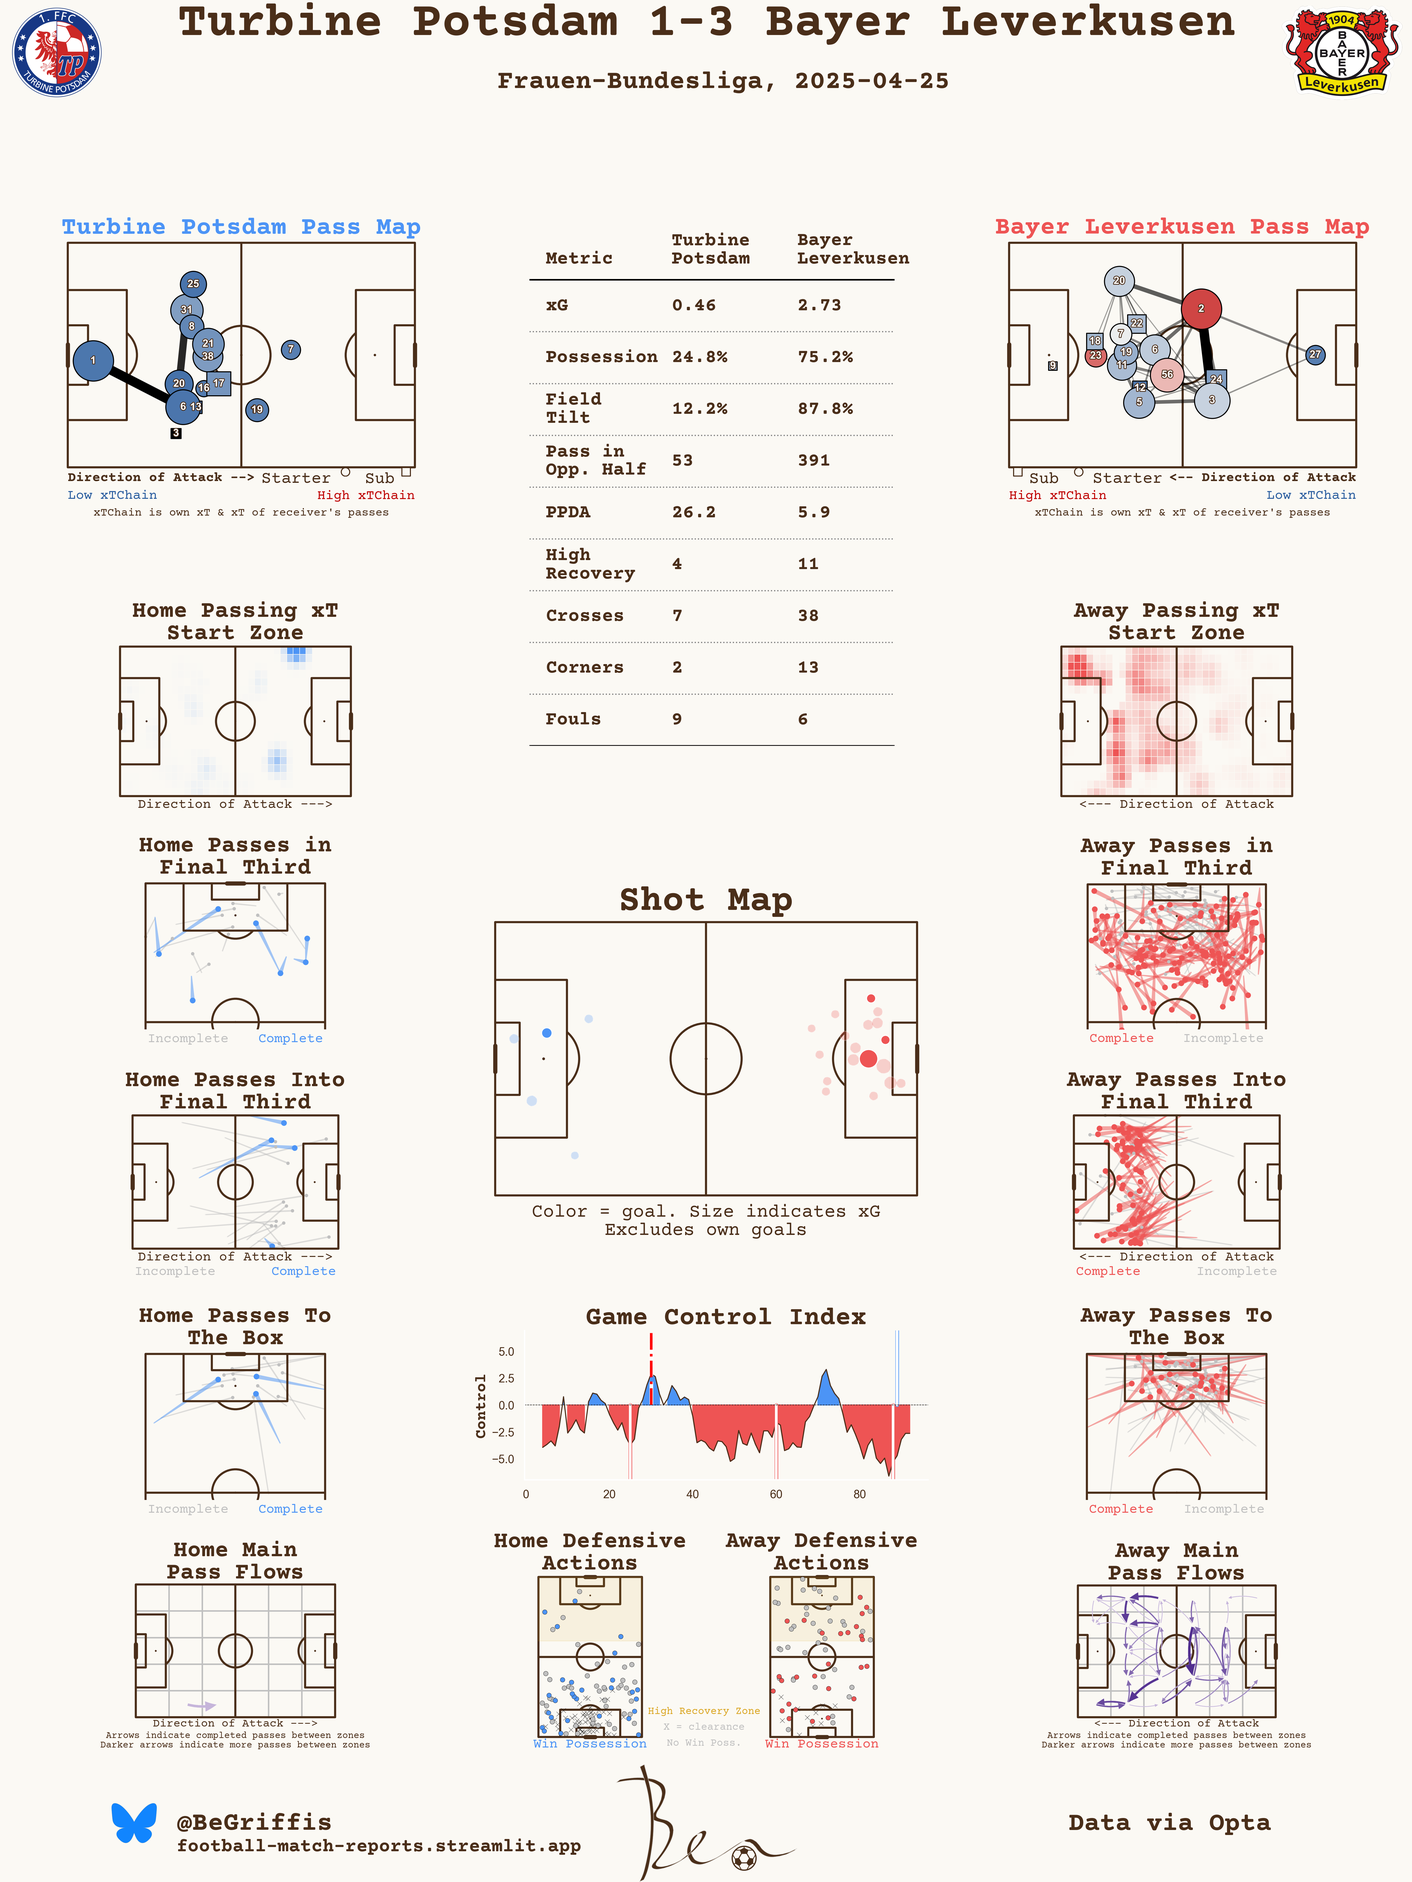 Turbine Potsdam 1-3 Bayer Leverkusen
Frauen-Bundesliga, 2025-04-25
1. FFC
TP
TURBINE POTSDAM
1904
BAYER
BAYER
Leverkusen
Turbine Potsdam Pass Map
25
31
8
21
38
7
1
20
16
17
6
13
19
3
Direction of Attack --> Starter Sub
Low xTChain High xTChain
xTChain is own xT & xT of receiver's passes
Metric Turbine Potsdam Bayer Leverkusen
xG 0.46 2.73
Possession 24.8% 75.2%
Field Tilt 12.2% 87.8%
Pass in Opp. Half 53 391
PPDA 26.2 5.9
High Recovery 4 11
Crosses 7 38
Corners 2 13
Fouls 9 6
Bayer Leverkusen Pass Map
20
2
22
7
18
6
19
23
27
9
11
56
24
12
5
3
Sub Starter <-- Direction of Attack
High xTChain Low xTChain
xTChain is own xT & xT of receiver's passes
Home Passing xT
Start Zone
Direction of Attack --->
Away Passing xT
Start Zone
<--- Direction of Attack
Home Passes in
Final Third
Incomplete Complete
Away Passes in
Final Third
Complete Incomplete
Shot Map
Color = goal. Size indicates xG
Excludes own goals
Home Passes Into
Final Third
Direction of Attack --->
Incomplete Complete
Away Passes Into
Final Third
<--- Direction of Attack
Complete Incomplete
Home Passes To
The Box
Incomplete Complete
Game Control Index
Control
5.0
2.5
0.0
−2.5
−5.0
0 20 40 60 80
Away Passes To
The Box
Complete Incomplete
Home Main
Pass Flows
Direction of Attack --->
Arrows indicate completed passes between zones
Darker arrows indicate more passes between zones
Home Defensive
Actions
Win Possession
Away Defensive
Actions
Win Possession
High Recovery Zone
X = clearance
No Win Poss.
Away Main
Pass Flows
<--- Direction of Attack
Arrows indicate completed passes between zones
Darker arrows indicate more passes between zones
@BeGriffis
football-match-reports.streamlit.app
Ben
Data via Opta